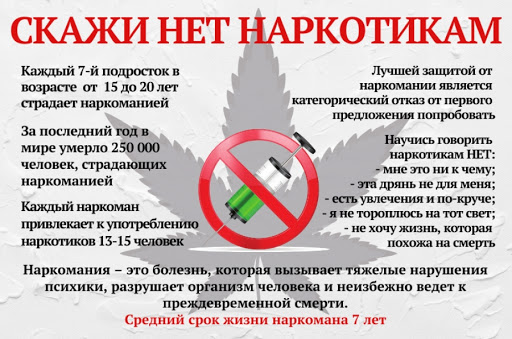 СКАЖИ НЕТ НАРКОТИКАМ
Каждый 7-й подросток в
возрасте от 15 до 20 лет
страдает наркоманией
За последний год в
мире умерло 250 000
человек, страдающих
наркоманией
Каждый наркоман
привлекает к употреблению
наркотиков 13-15 человек
Лучшей защитой от
наркомании является
категорический отказ от первого
предложения попробовать
Научись говорить
наркотикам НЕТ:
- мне это ни к чему;
- эта дрянь не для меня;
- есть увлечения и по-круче;
- я не тороплюсь на тот свет;
- не хочу жизнь, которая
похожа на смерть
Наркомания – это болезнь, которая вызывает тяжелые нарушения
психики, разрушает организм человека и неизбежно ведет к
преждевременной смерти.
Средний срок жизни наркомана 7 лет